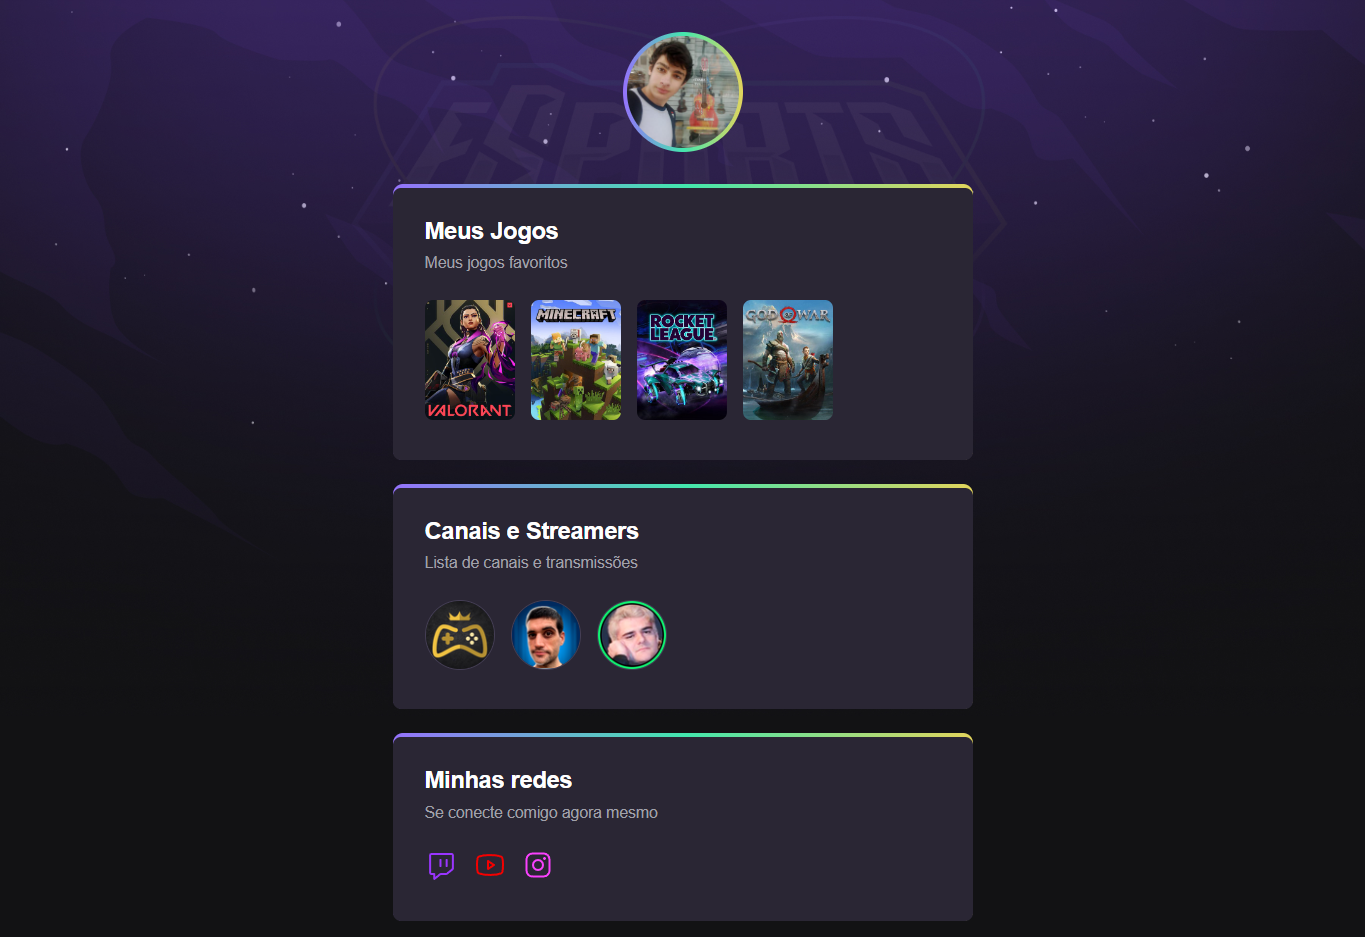 ESPORTS
Meus Jogos
Meus jogos favoritos
VALORANT
MINECRAFT
ROCKET
LEAGUE
GOD OF WAR
Canais e Streamers
Lista de canais e transmissões
Minhas redes
Se conecte comigo agora mesmo